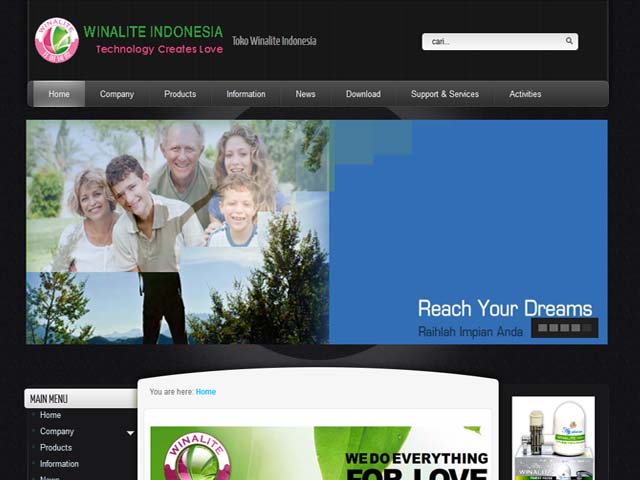 WINALITE
WINALITE INDONESIA
Technology Creates Love
Toko Winalite Indonesia
cari...
Home Company Products Information News Download Support & Services Activities
Reach Your Dreams
Raihlah Impian Anda
MAIN MENU
Home
Company
Products
Information
News
You are here: Home
WINALITE
WE DO EVERYTHING
FOR LOVE
WINALITE